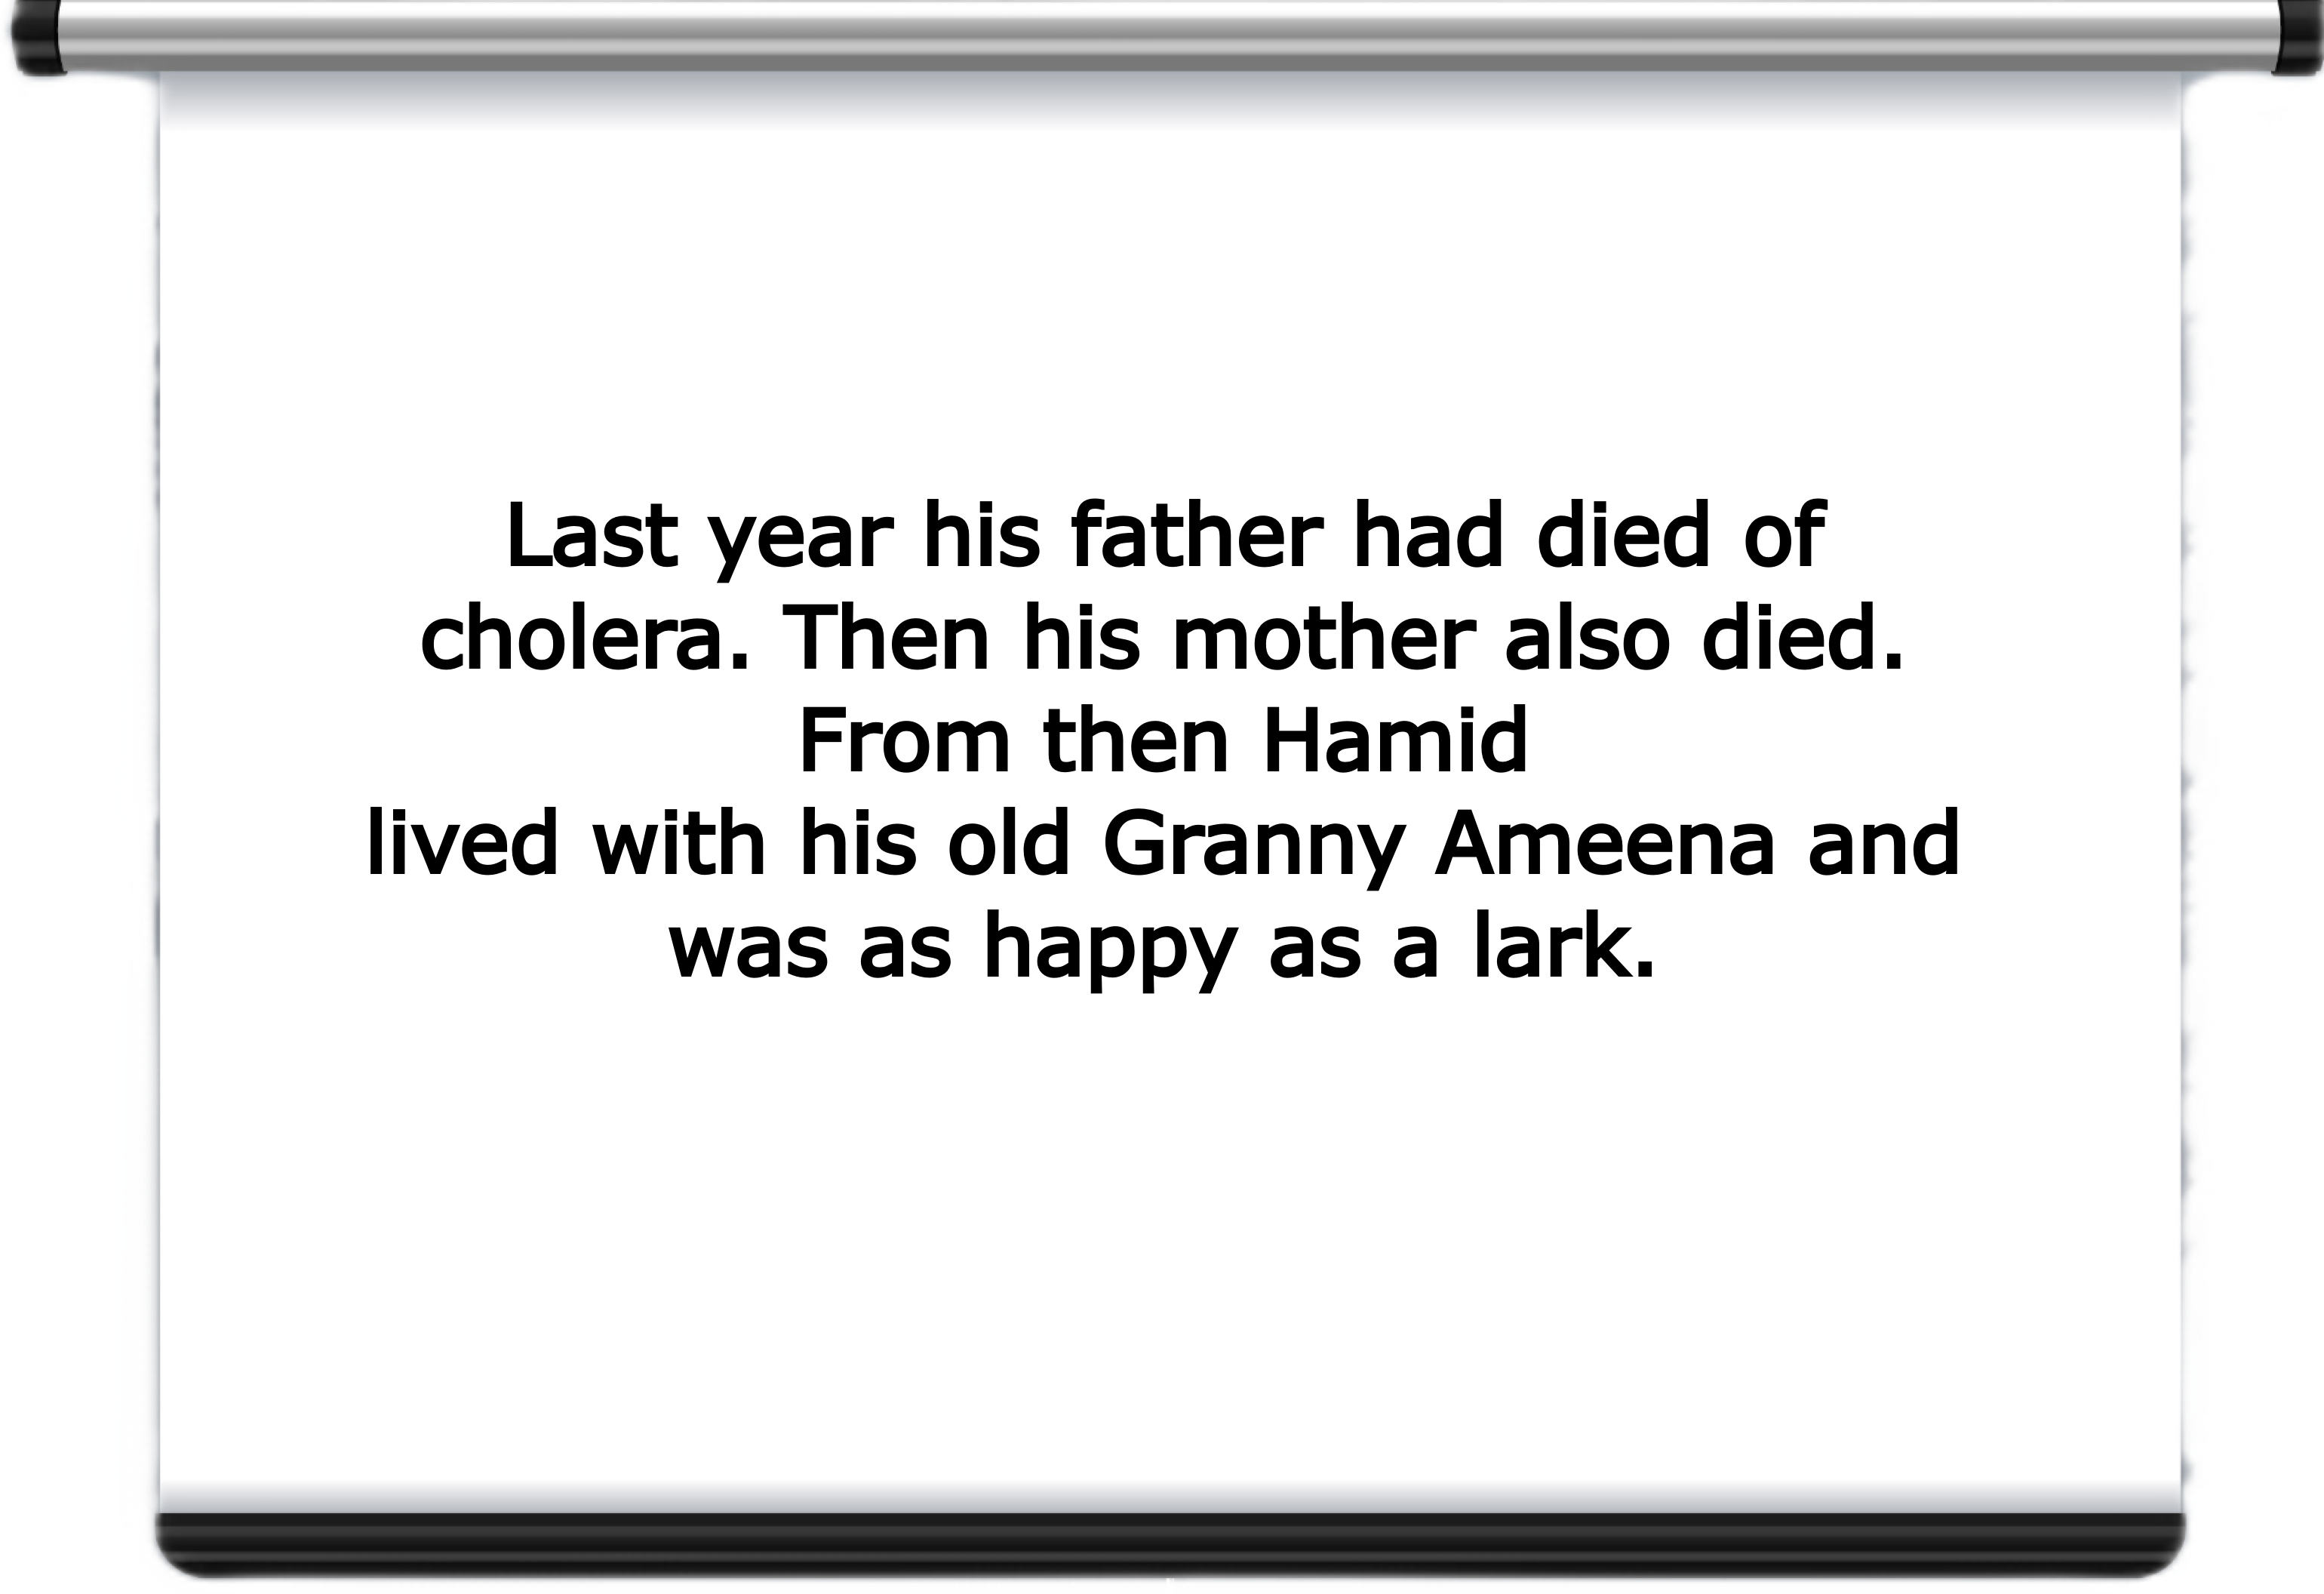 Last year his father had died of
cholera. Then his mother also died.
From then Hamid
lived with his old Granny Ameena and
was as happy as a lark.